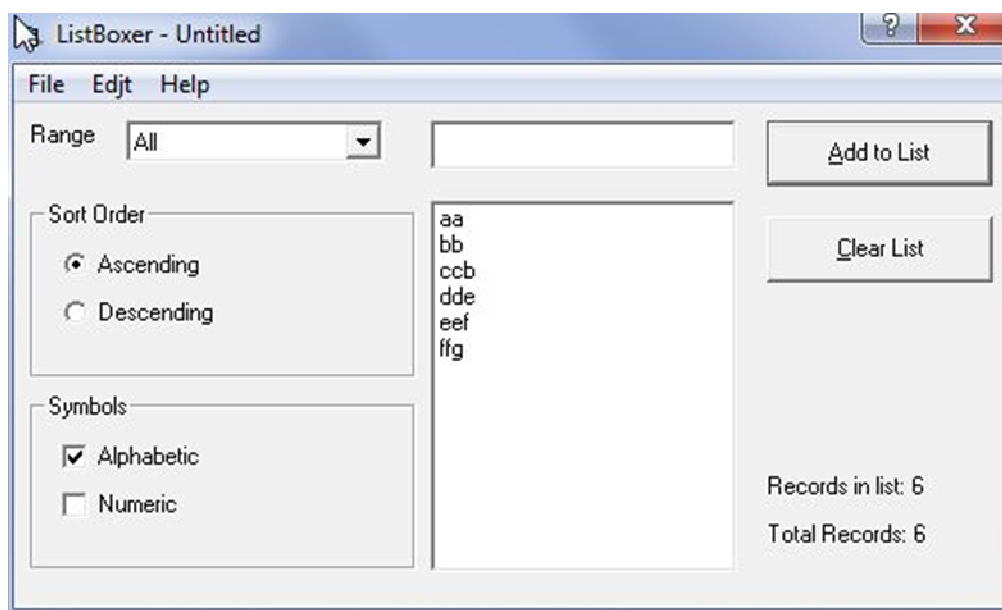 ListBoxer - Untitled
?
X
File Edjt Help
Range All
Add to List
Sort Order
Ascending
Descending
aa
bb
ccb
dde
eef
ffg
Clear List
Symbols
Alphabetic
Numeric
Records in list: 6
Total Records: 6